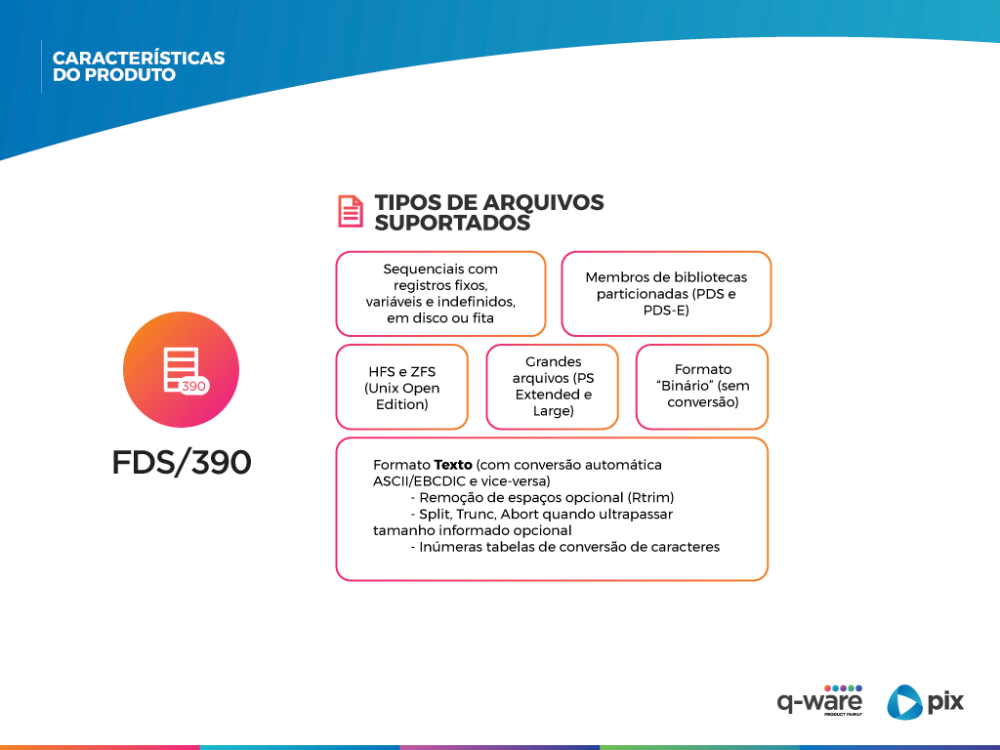 CARACTERÍSTICAS
DO PRODUTO
TIPOS DE ARQUIVOS
SUPORTADOS
Sequenciais com
registros fixos,
variáveis e indefinidos,
em disco ou fita
Membros de bibliotecas
particionadas (PDS e
PDS-E)
HFS e ZFS
(Unix Open
Edition)
Grandes
arquivos (PS
Extended e
Large)
Formato
“Binário” (sem
conversão)
390
FDS/390
Formato Texto (com conversão automática
ASCII/EBCDIC e vice-versa)
- Remoção de espaços opcional (Rtrim)
- Split, Trunc, Abort quando ultrapassar
tamanho informado opcional
- Inúmeras tabelas de conversão de caracteres
q-ware
PRODUCT FAMILY
pix